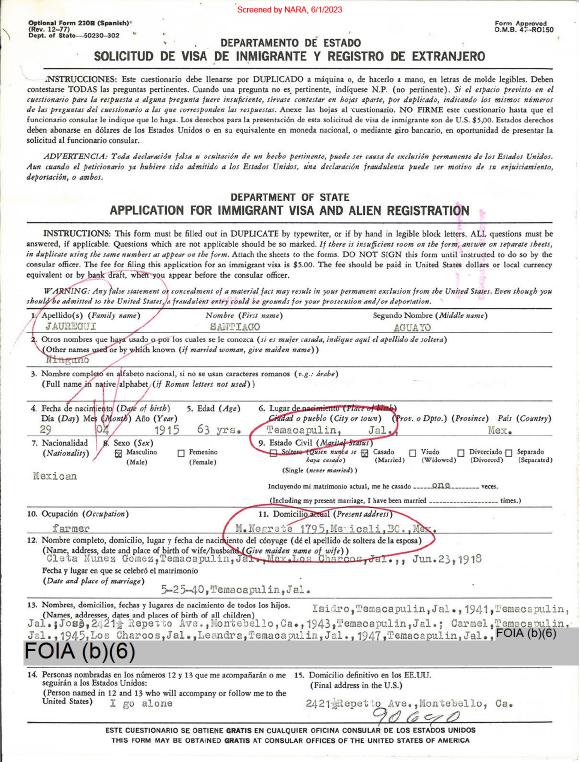 Screened by NARA, 6/1/2023
Optional Form 230B (Spanish)
(Rev. 12-77)
Dept. of State—50230-302
Form Approved
O.M.B. 47-RO150
DEPARTAMENTO DE ESTADO
SOLICITUD DE VISA DE INMIGRANTE Y REGISTRO DE EXTRANJERO
INSTRUCCIONES: Este cuestionario debe llenarse por DUPLICADO a máquina o, de hacerlo a mano, en letras de molde legibles. Deben
contestarse TODAS las preguntas pertinentes. Cuando una pregunta no es pertinente, indíquese N.P. (no pertinente). Si el espacio previsto en el
cuestionario para la respuesta a alguna pregunta fuere insuficiente, sírvase contestar en hojas aparte, por duplicado, indicando los mismos números
de las preguntas del cuestionario a las que correspondan las respuestas. Anexe las hojas al cuestionario. NO FIRME este cuestionario hasta que el
funcionario consular le indique que lo haga. Los derechos para la presentación de esta solicitud de visa de inmigrante son de U.S. $5.00. Estados derechos
deben abonarse en dólares de los Estados Unidos o en su equivalente en moneda nacional, o mediante giro bancario, en oportunidad de presentar la
solicitud al funcionario consular.
ADVERTENCIA: Toda declaración falsa u ocultación de un hecho pertinente, puede ser causa de exclusión permanente de los Estados Unidos.
Aun cuando el peticionario ya hubiere sido admitido a los Estados Unidos, una declaración fraudulenta puede ser motivo de su enjuiciamiento,
deportación, o ambos.
DEPARTMENT OF STATE
APPLICATION FOR IMMIGRANT VISA AND ALIEN REGISTRATION
INSTRUCTIONS: This form must be filled out in DUPLICATE by typewriter, or if by hand in legible block letters. ALL questions must be
answered, if applicable. Questions which are not applicable should be so marked. If there is insufficient room on the form, answer on separate sheets,
in duplicate using the same numbers as appear on the form. Attach the sheets to the forms. DO NOT SIGN this form until instructed to do so by the
consular officer. The fee for filing this application for an immigrant visa is $5.00. The fee should be paid in United States dollars or local currency
equivalent or by bank draft, when you appear before the consular officer.
WARNING: Any false statement or concealment of a material fact may result in your permanent exclusion from the United States. Even though you
should be admitted to the United States, a fraudulent entry could be grounds for your prosecution and/or deportation.
1. Apellido(s) (Family name) Nombre (First name) Segundo Nombre (Middle name)
JAUREGUI SANTIAGO AGUAYO
2. Otros nombres que haya usado o por los cuales se le conozca (si es mujer casada, indique aquí el apellido de soltera)
(Other names used or by which known (if married woman, give maiden name))
Ninguno
3. Nombre completo en alfabeto nacional, si no se usan caracteres romanos (e.g.: árabe)
(Full name in native alphabet (if Roman letters not used))
4. Fecha de nacimiento (Date of birth) 5. Edad (Age) 6. Lugar de nacimiento (Place of birth)
Día (Day) Mes (Month) Año (Year) Ciudad o pueblo (City or town) (Pros. o Dpto.) (Province) País (Country)
29 04 1915 63 yrs. Temacapulin, Jal., Mex.
7. Nacionalidad 8. Sexo (Sex) 9. Estado Civil (Marital Status)
(Nationality) Masculino Femenino Soltero (Quien nunca se Casado Viudo Divorciado Separado
(Male) (Female) haya casado) (Married) (Widowed) (Divorced) (Separated)
(Single (never married))
Mexican
Incluyendo mi matrimonio actual, me he casado one veces.
(Including my present marriage, I have been married times.)
10. Ocupación (Occupation) 11. Domicilio actual (Present address)
farmer M.Negrete 1795,Mexicali,BC.,Mex.
12. Nombre completo, domicilio, lugar y fecha de nacimiento del cónyuge (dé el apellido de soltera de la esposa)
(Name, address, date and place of birth of wife/husband (Give maiden name of wife))
Cleta Nunez Gomez,Temacapulin,Jal.,Mex.Los Charcos,Jal.,, Jun.23,1918
Fecha y lugar en que se celebró el matrimonio
(Date and place of marriage)
5-25-40,Temacapulin,Jal.
13. Nombres, domicilios, fechas y lugares de nacimiento de todos los hijos.
(Names, addresses, dates and places of birth of all children)
Isidro,Temacapulin,Jal.,1941,Temacapulin,
Jal.;Jose,2421½ Repetto Ave.,Montebello,Ca.,1943,Temacapulin,Jal.; Carmel,Temacapulin,
Jal.,1945,Los Charcos,Jal.,Leandra,Temacapulin,Jal.,1947,Temacapulin,Jal., FOIA (b)(6)
FOIA (b)(6)
14. Personas nombradas en los números 12 y 13 que me acompañarán o me 15. Domicilio definitivo en los EE.UU.
seguirán a los Estados Unidos: (Final address in the U.S.)
(Person named in 12 and 13 who will accompany or follow me to the
United States) I go alone 2421½ Repetto Ave.,Montebello, Ca.
90640
ESTE CUESTIONARIO SE OBTIENE GRATIS EN CUALQUIER OFICINA CONSULAR DE LOS ESTADOS UNIDOS
THIS FORM MAY BE OBTAINED GRATIS AT CONSULAR OFFICES OF THE UNITED STATES OF AMERICA